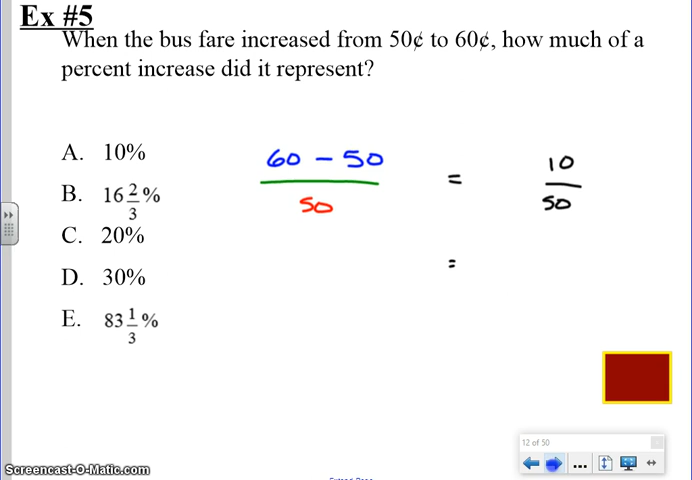 Ex #5
When the bus fare increased from 50¢ to 60¢, how much of a
percent increase did it represent?
A. 10%
B. 16 2/3 %
C. 20%
D. 30%
E. 83 1/3 %
60 - 50
50
=
10
50
=
12 of 50
Screencast-O-Matic.com